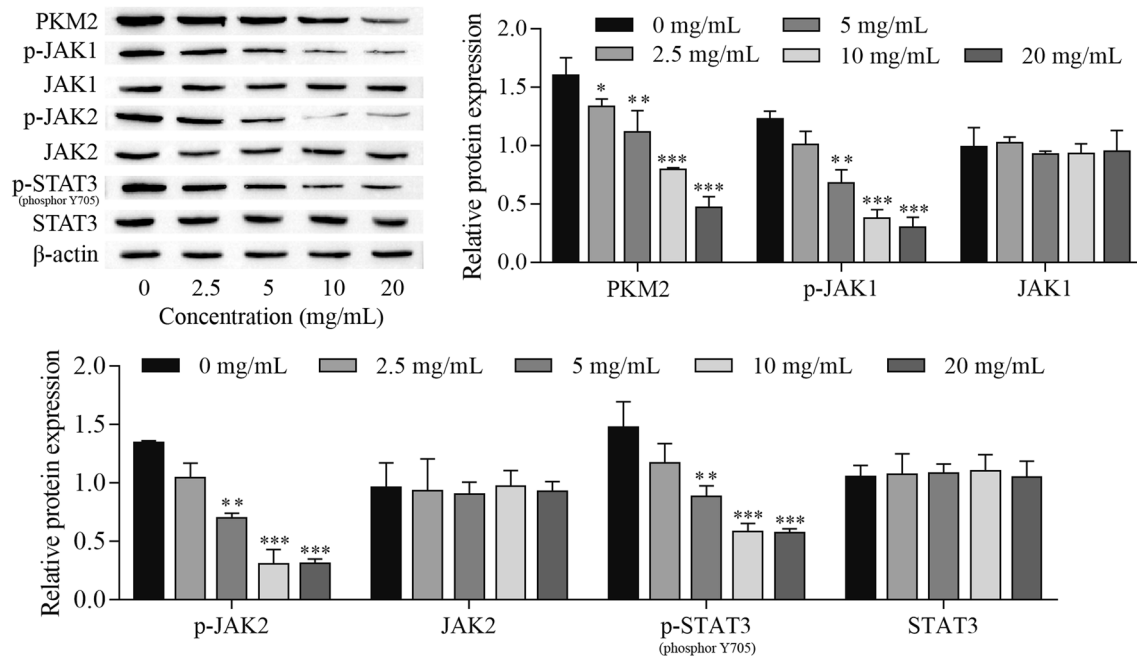 PKM2
p-JAK1
JAK1
p-JAK2
JAK2
p-STAT3
(phosphor Y705)
STAT3
β-actin
0 2.5 5 10 20
Concentration (mg/mL)
0 mg/mL 5 mg/mL
2.5 mg/mL 10 mg/mL 20 mg/mL
Relative protein expression
2.0
1.5
1.0
0.5
0.0
* ** *** ***
** *** ***
PKM2 p-JAK1 JAK1
0 mg/mL 2.5 mg/mL 5 mg/mL 10 mg/mL 20 mg/mL
Relative protein expression
2.0
1.5
1.0
0.5
0.0
** *** ***
** *** ***
p-JAK2 JAK2 p-STAT3 STAT3
(phosphor Y705)